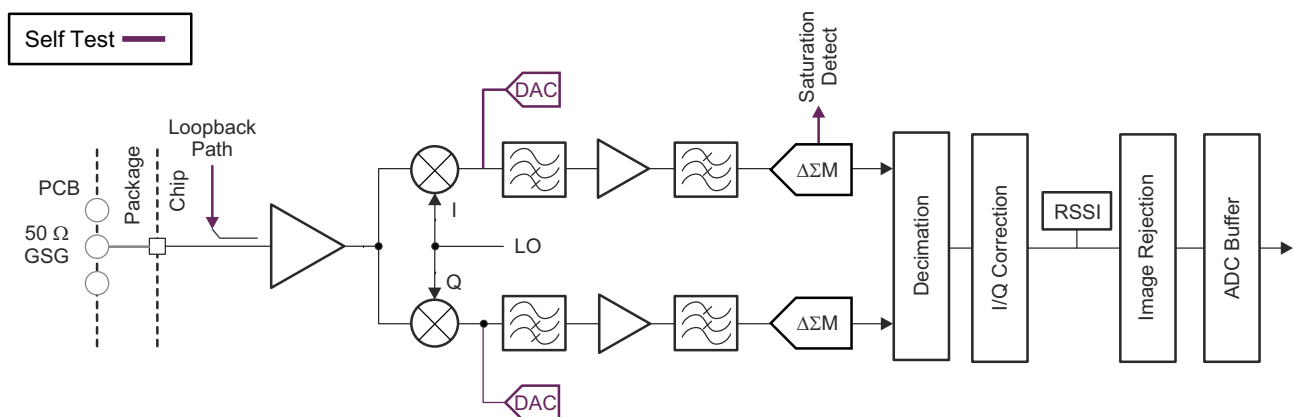 Self Test
DAC
Saturation
Detect
Loopback
Path
PCB
Package
Chip
50 Ω
GSG
I
LO
Q
ΔΣM
ΔΣM
DAC
Decimation
I/Q Correction
RSSI
Image Rejection
ADC Buffer